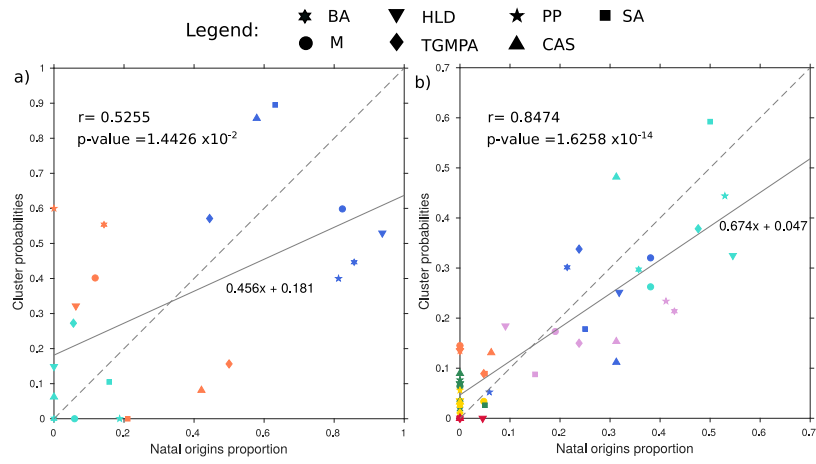 Legend: BA HLD PP SA
M TGMPA CAS
a)
r= 0.5255
p-value =1.4426 x10-2
0.456x + 0.181
Cluster probabilities
1
0.9
0.8
0.7
0.6
0.5
0.4
0.3
0.2
0.1
0
0 0.2 0.4 0.6 0.8 1
Natal origins proportion
b)
r= 0.8474
p-value =1.6258 x10-14
0.674x + 0.047
Cluster probabilities
0.7
0.6
0.5
0.4
0.3
0.2
0.1
0
0 0.1 0.2 0.3 0.4 0.5 0.6 0.7
Natal origins proportion